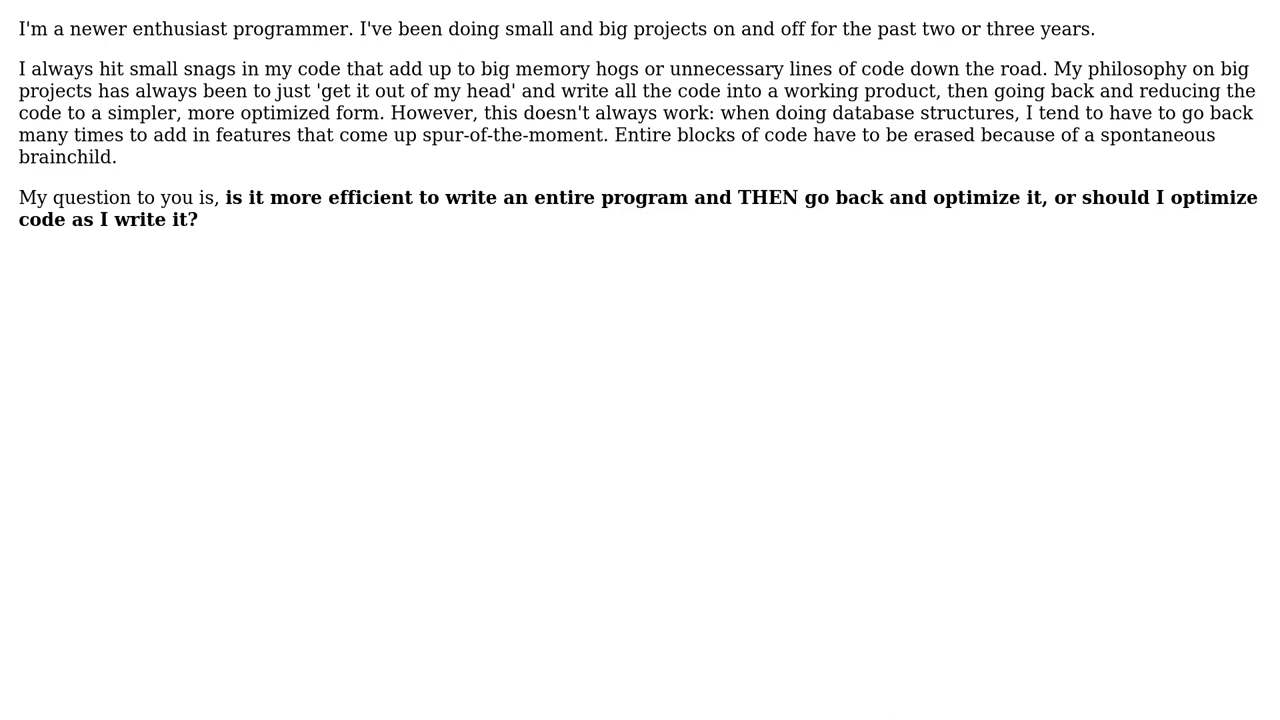 I'm a newer enthusiast programmer. I've been doing small and big projects on and off for the past two or three years.
I always hit small snags in my code that add up to big memory hogs or unnecessary lines of code down the road. My philosophy on big
projects has always been to just 'get it out of my head' and write all the code into a working product, then going back and reducing the
code to a simpler, more optimized form. However, this doesn't always work: when doing database structures, I tend to have to go back
many times to add in features that come up spur-of-the-moment. Entire blocks of code have to be erased because of a spontaneous
brainchild.
My question to you is, is it more efficient to write an entire program and THEN go back and optimize it, or should I optimize
code as I write it?